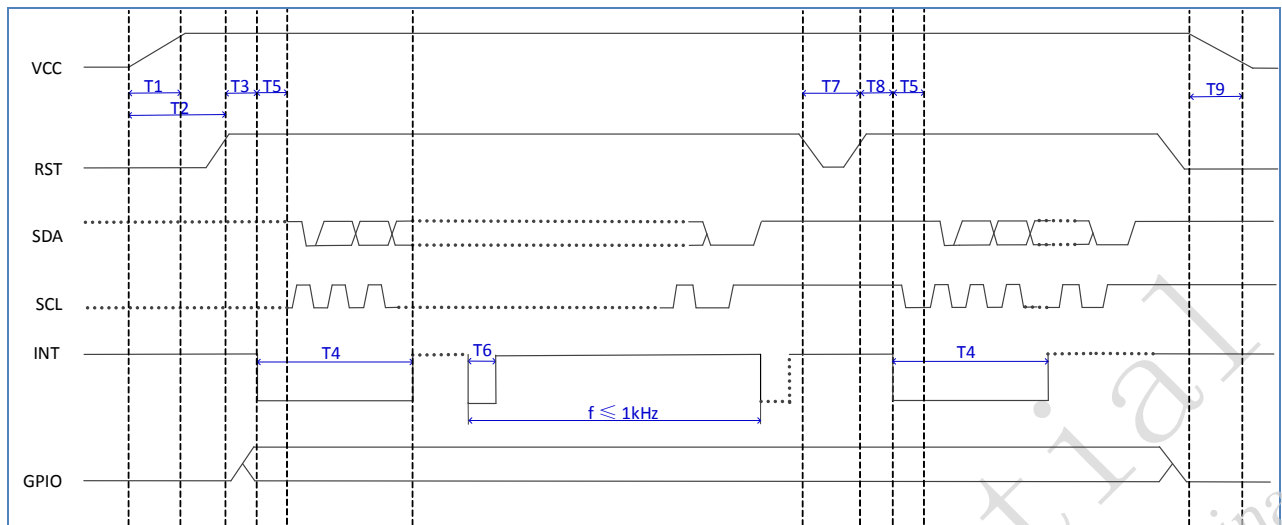 VCC
T1
T3
T5
T7
T8
T5
T9
T2
RST
SDA
SCL
INT
T4
T6
T4
f ≤ 1kHz
GPIO